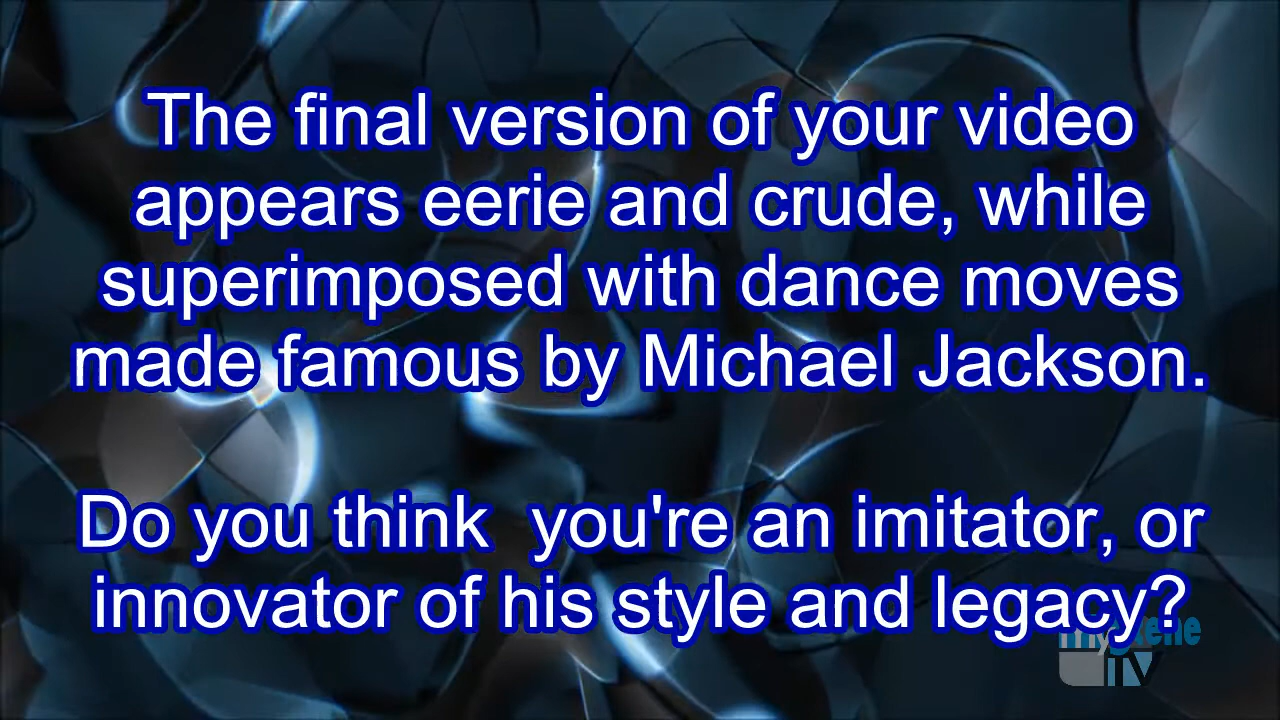 The final version of your video
appears eerie and crude, while
superimposed with dance moves
made famous by Michael Jackson.
Do you think  you're an imitator, or
innovator of his style and legacy?
TV